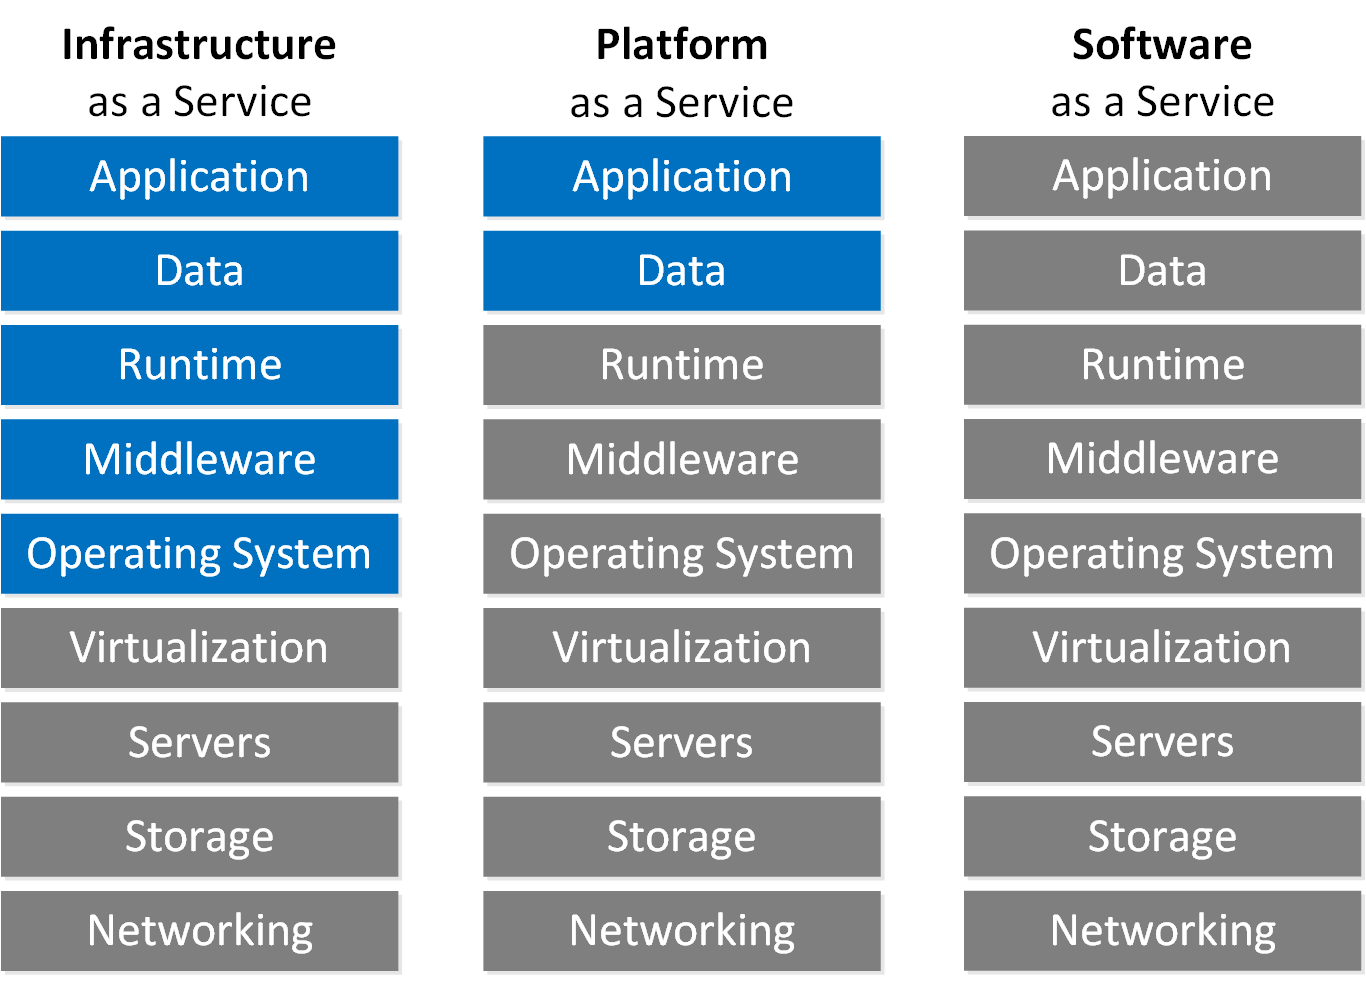 Infrastructure
as a Service
Application
Data
Runtime
Middleware
Operating System
Virtualization
Servers
Storage
Networking
Platform
as a Service
Application
Data
Runtime
Middleware
Operating System
Virtualization
Servers
Storage
Networking
Software
as a Service
Application
Data
Runtime
Middleware
Operating System
Virtualization
Servers
Storage
Networking